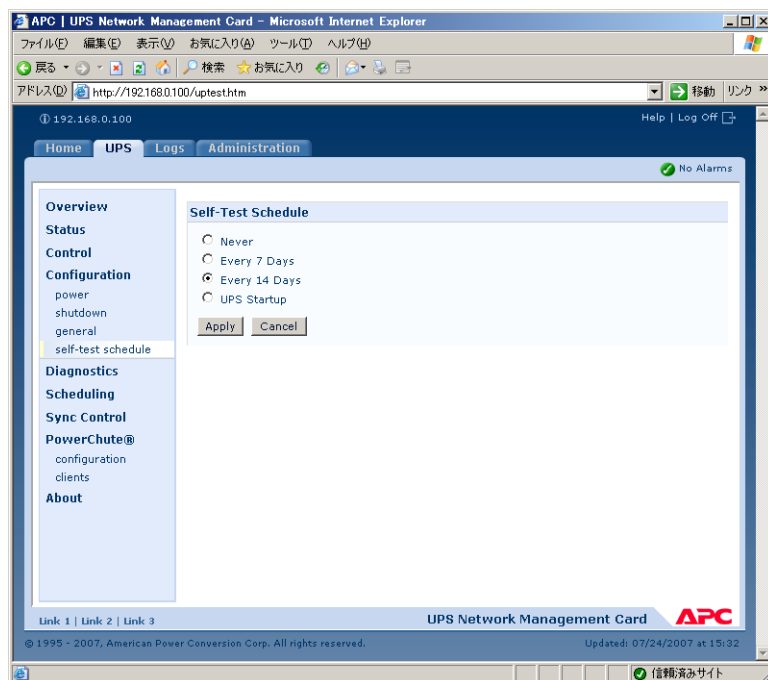 APC | UPS Network Management Card - Microsoft Internet Explorer
ファイル(F) 編集(E) 表示(V) お気に入り(A) ツール(T) ヘルプ(H)
戻る 検索 お気に入り
アドレス(D) http://192.168.0.100/uptest.htm 移動 リンク »
192.168.0.100 Help | Log Off
Home UPS Logs Administration
No Alarms
Overview
Status
Control
Configuration
power
shutdown
general
self-test schedule
Diagnostics
Scheduling
Sync Control
PowerChute®
configuration
clients
About
Self-Test Schedule
Never
Every 7 Days
Every 14 Days
UPS Startup
Apply Cancel
Link 1 | Link 2 | Link 3 UPS Network Management Card APC
© 1995 - 2007, American Power Conversion Corp. All rights reserved. Updated: 07/24/2007 at 15:32
信頼済みサイト